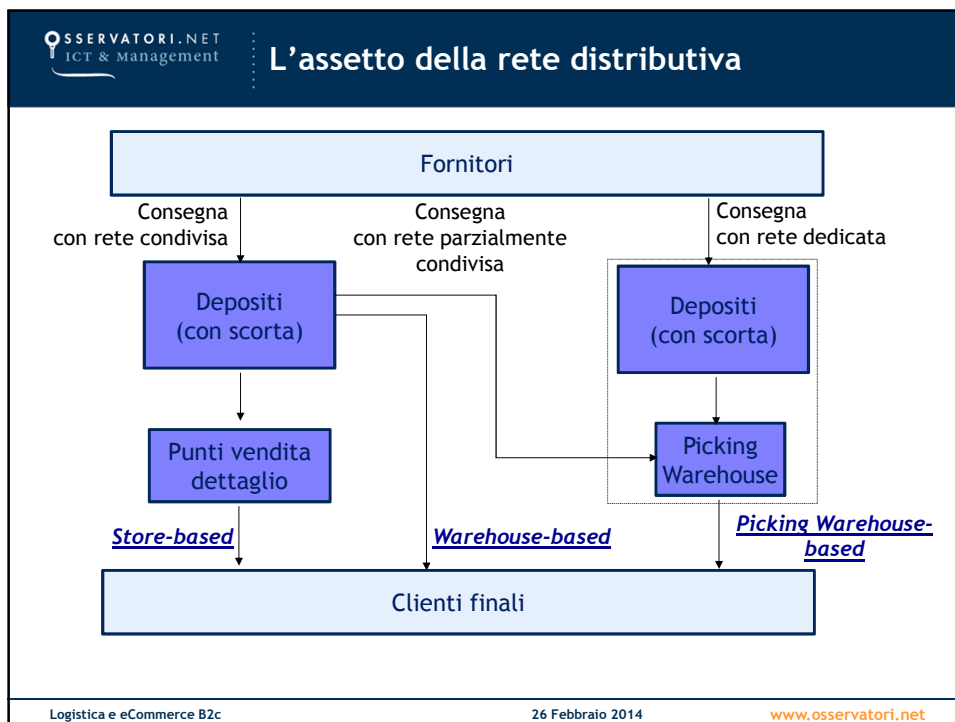 OSSERVATORI.NET
ICT & Management
L'assetto della rete distributiva
Fornitori
Consegna
con rete condivisa
Consegna
con rete parzialmente
condivisa
Consegna
con rete dedicata
Depositi
(con scorta)
Depositi
(con scorta)
Punti vendita
dettaglio
Picking
Warehouse
Store-based
Warehouse-based
Picking Warehouse-
based
Clienti finali
Logistica e eCommerce B2c
26 Febbraio 2014
www.osservatori.net